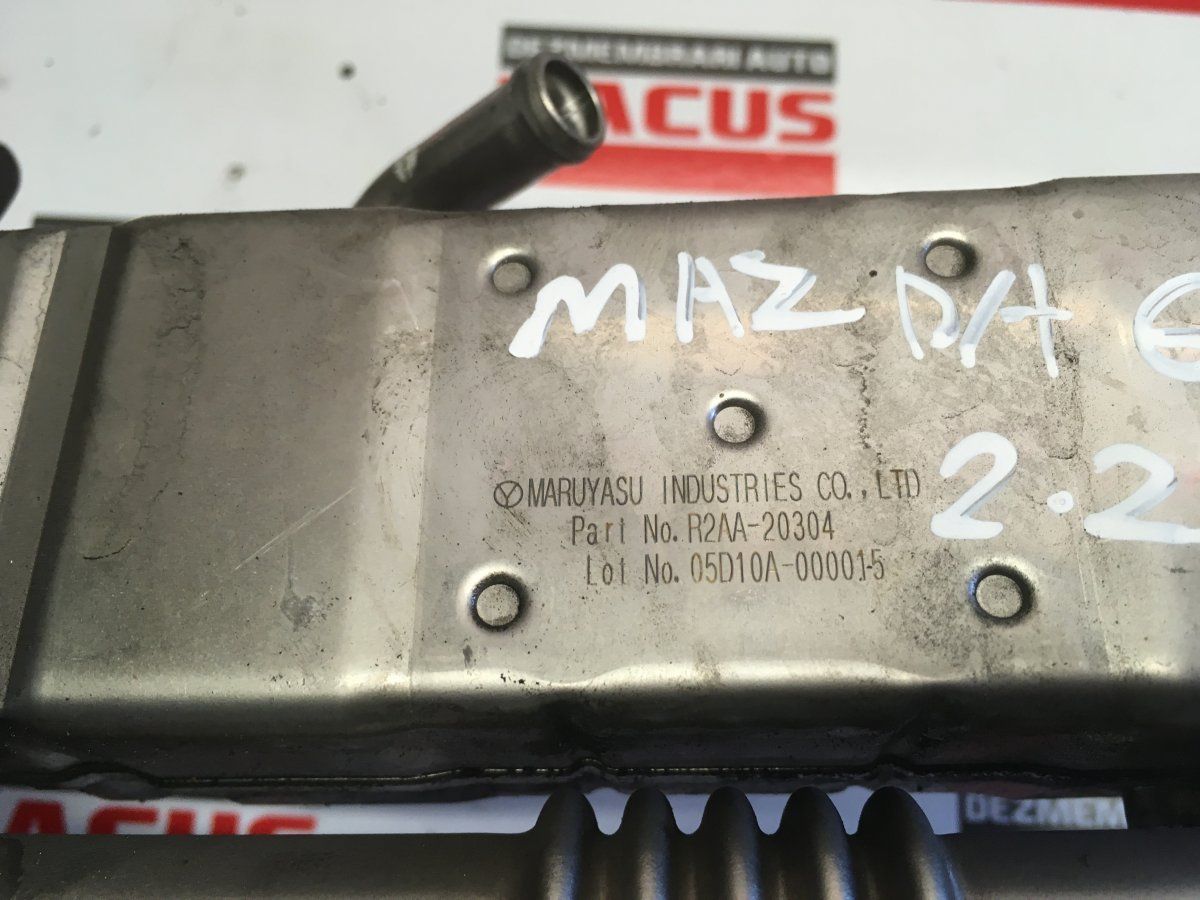 DEZMEMBRARI AUTO
ACUS
MAZDA 6
2.2
MARUYASU INDUSTRIES CO., LTD
Part No. R2AA-20304
Lot No. 05D10A-000015
ACUS
DEZMEM